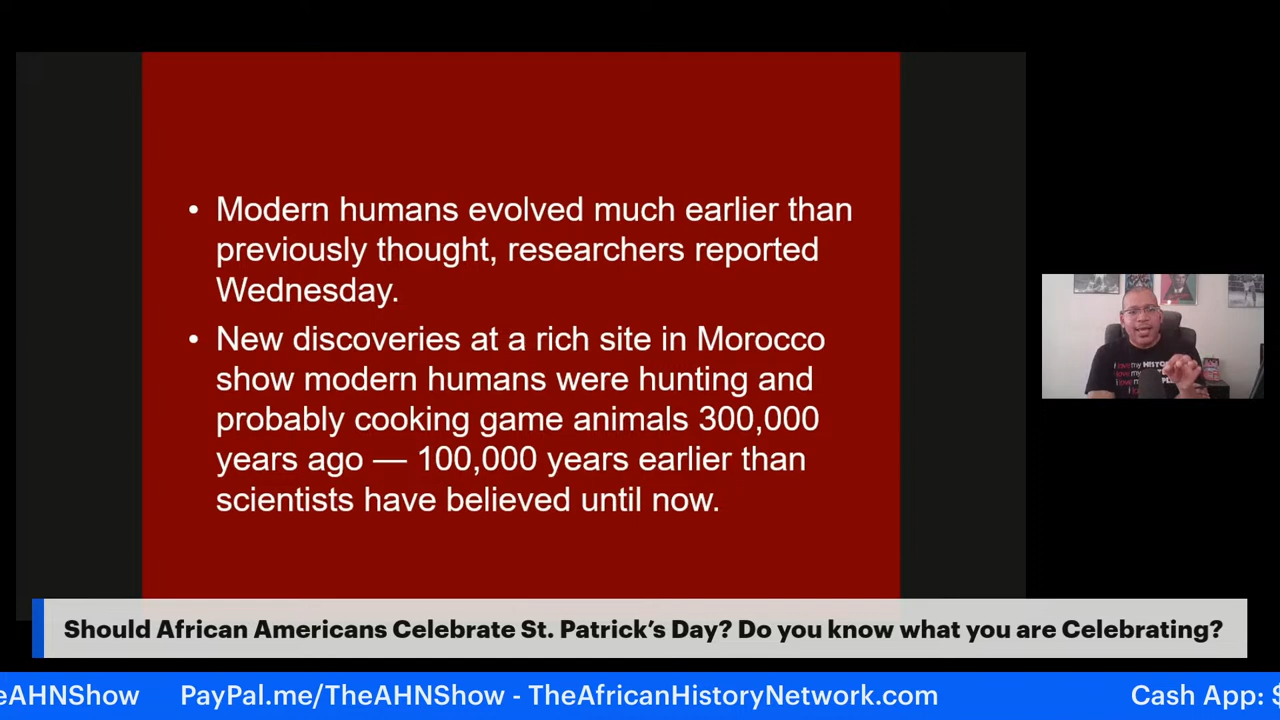 • Modern humans evolved much earlier than
previously thought, researchers reported
Wednesday.
• New discoveries at a rich site in Morocco
show modern humans were hunting and
probably cooking game animals 300,000
years ago — 100,000 years earlier than
scientists have believed until now.
Should African Americans Celebrate St. Patrick's Day? Do you know what you are Celebrating?
eAHNShow PayPal.me/TheAHNShow - TheAfricanHistoryNetwork.com Cash App: $